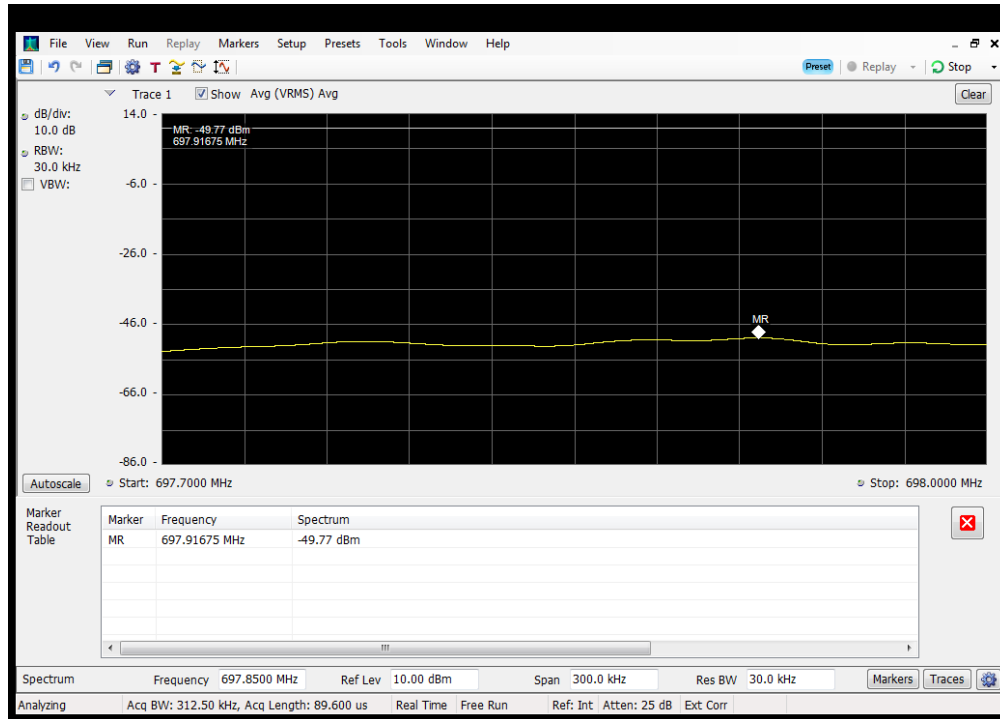 File View Run Replay Markers Setup Presets Tools Window Help
T Preset Replay Stop
Trace 1 Show Avg (VRMS) Avg Clear
dB/div:
10.0 dB
RBW:
30.0 kHz
VBW:
14.0
-6.0
-26.0
-46.0
-66.0
-86.0
MR: -49.77 dBm
697.91675 MHz
MR
Autoscale Start: 697.7000 MHz Stop: 698.0000 MHz
Marker
Readout
Table
Marker Frequency Spectrum
MR 697.91675 MHz -49.77 dBm
Spectrum Frequency 697.8500 MHz Ref Lev 10.00 dBm Span 300.0 kHz Res BW 30.0 kHz Markers Traces
Analyzing Acq BW: 312.50 kHz, Acq Length: 89.600 us Real Time Free Run Ref: Int Atten: 25 dB Ext Corr